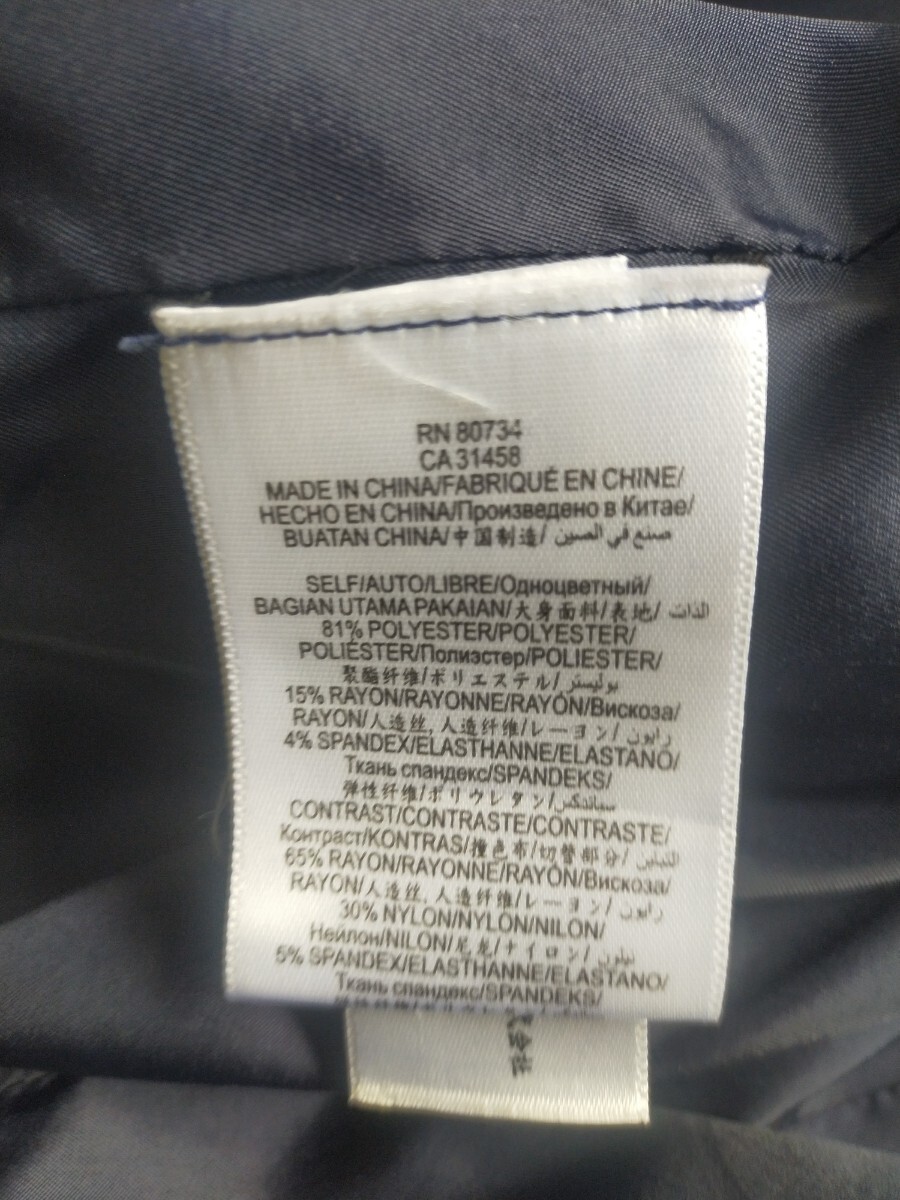 RN 80734
CA 31458
MADE IN CHINA/FABRIQUÉ EN CHINE/
HECHO EN CHINA/Произведено в Китае/
BUATAN CHINA/中国制造/ صنع في الصين
SELF/AUTO/LIBRE/Одноцветный/
BAGIAN UTAMA PAKAIAN/大身面料/表地/ الذات
81% POLYESTER/POLYESTER/
POLIÉSTER/Полиэстер/POLIESTER/
聚酯纤维/ポリエステル/ بوليستر
15% RAYON/RAYONNE/RAYÓN/Вискоза/
RAYON/人造丝, 人造纤维/レーヨン/ رايون
4% SPANDEX/ELASTHANNE/ELASTANO/
Ткань спандекс/SPANDEKS/
弹性纤维/ポリウレタン/ سباندكس
CONTRAST/CONTRASTE/CONTRASTE/
Контраст/KONTRAS/撞色布/切替部分/
65% RAYON/RAYONNE/RAYÓN/Вискоза/
RAYON/人造丝, 人造纤维/レーヨン/ رايون
30% NYLON/NYLON/NILON/
Нейлон/NILON/尼龙/ナイロン/ نيلون
5% SPANDEX/ELASTHANNE/ELASTANO/
Ткань спандекс/SPANDEKS/
式会社